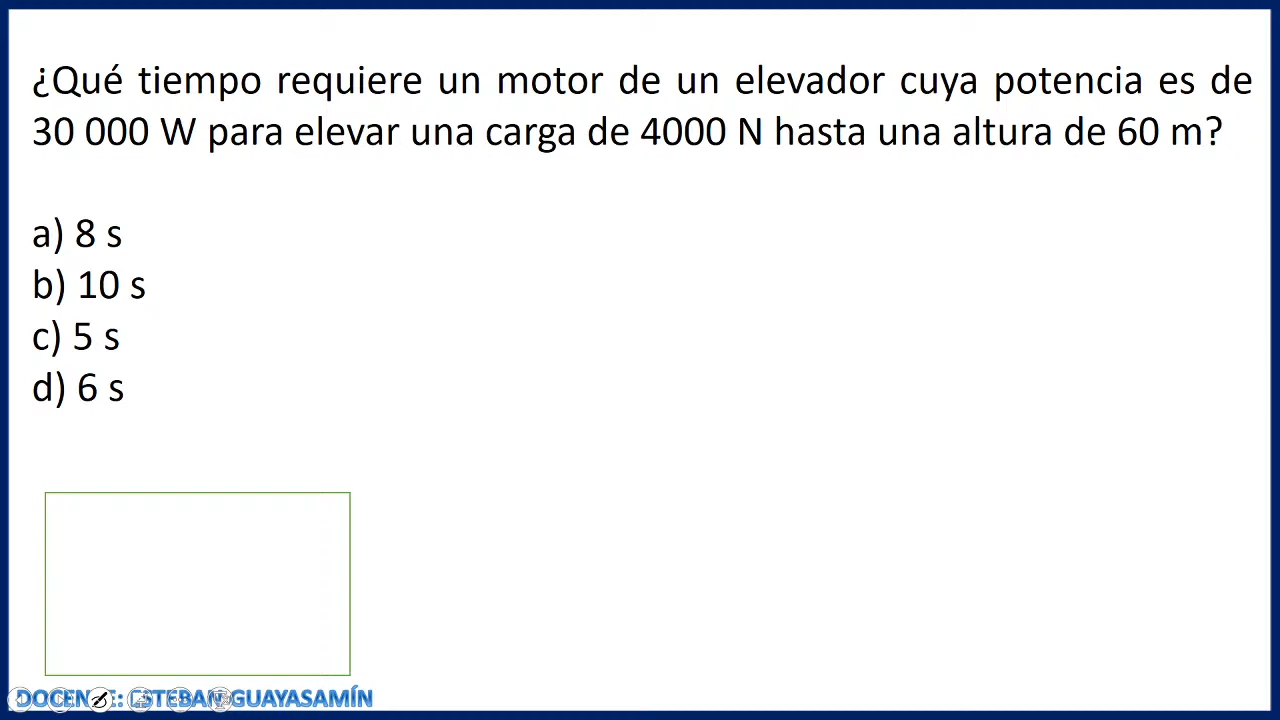 ¿Qué tiempo requiere un motor de un elevador cuya potencia es de
30 000 W para elevar una carga de 4000 N hasta una altura de 60 m?
a) 8 s
b) 10 s
c) 5 s
d) 6 s
DOCENTE: ESTEBAN GUAYASAMÍN